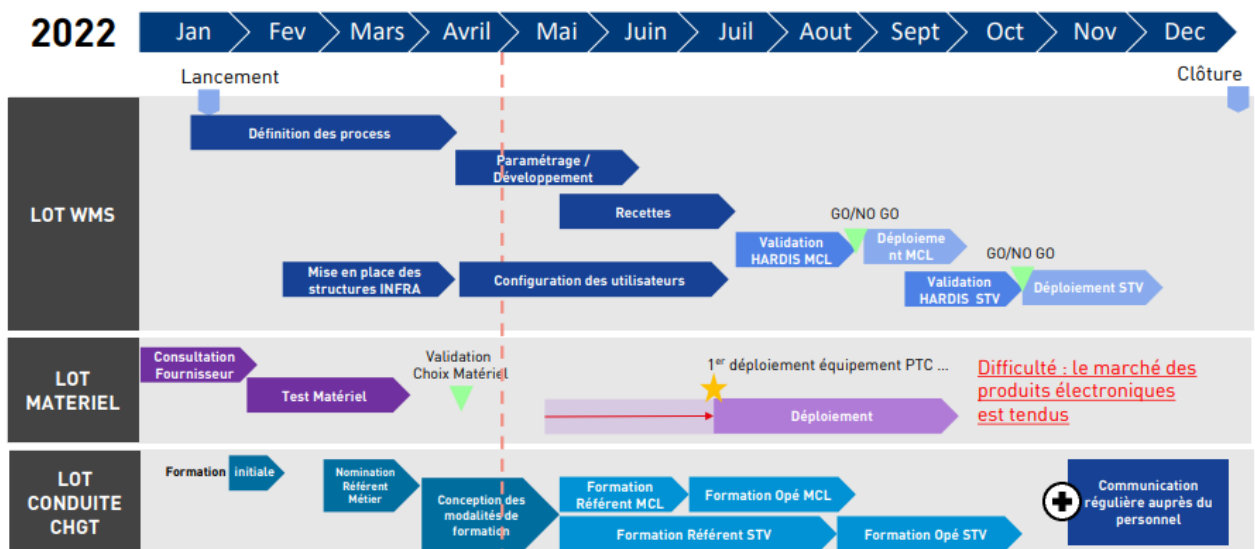 2022
Jan
Fev
Mars
Avril
Mai
Juin
Juil
Aout
Sept
Oct
Nov
Dec
Lancement
Clôture
LOT WMS
Définition des process
Paramétrage /
Développement
Recettes
GO/NO GO
Validation
HARDIS MCL
Déploieme
nt MCL
GO/NO GO
Mise en place des
structures INFRA
Configuration des utilisateurs
Validation
HARDIS STV
Déploiement STV
LOT
MATERIEL
Consultation
Fournisseur
Test Matériel
Validation
Choix Matériel
1er déploiement équipement PTC ...
Déploiement
Difficulté : le marché des
produits électroniques
est tendus
LOT
CONDUITE
CHGT
Formation initiale
Nomination
Référent
Métier
Conception des
modalités de
formation
Formation
Référent MCL
Formation Opé MCL
Formation Référent STV
Formation Opé STV
Communication
régulière auprès du
personnel